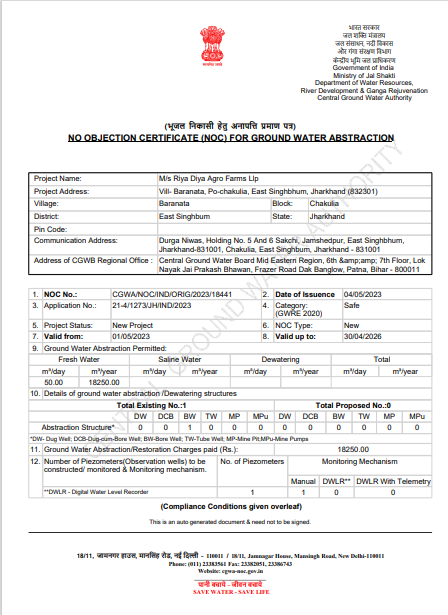 भारत सरकार
जल शक्ति मंत्रालय
जल संसाधन, नदी विकास
और गंगा संरक्षण विभाग
केन्द्रीय भूमि जल प्राधिकरण
Government of India
Ministry of Jal Shakti
Department of Water Resources,
River Development & Ganga Rejuvenation
Central Ground Water Authority
(भूजल निकासी हेतु अनापत्ति प्रमाण पत्र)
NO OBJECTION CERTIFICATE (NOC) FOR GROUND WATER ABSTRACTION
Project Name: M/s Riya Diya Agro Farms Llp
Project Address: Vill- Baranata, Po-chakulia, East Singhbhum, Jharkhand (832301)
Village: Baranata Block: Chakulia
District: East Singhbum State: Jharkhand
Pin Code:
Communication Address: Durga Niwas, Holding No. 5 And 6 Sakchi, Jamshedpur, East Singhbhum,
Jharkhand-831001, Chakulia, East Singhbum, Jharkhand - 831001
Address of CGWB Regional Office : Central Ground Water Board Mid Eastern Region, 6th &amp;amp; 7th Floor, Lok
Nayak Jai Prakash Bhawan, Frazer Road Dak Banglow, Patna, Bihar - 800011
1. NOC No.: CGWA/NOC/IND/ORIG/2023/18441 2. Date of Issuence 04/05/2023
3. Application No.: 21-4/1273/JH/IND/2023 4. Category: Safe
(GWRE 2020)
5. Project Status: New Project 6. NOC Type: New
7. Valid from: 01/05/2023 8. Valid up to: 30/04/2026
9. Ground Water Abstraction Permitted:
Fresh Water Saline Water Dewatering Total
m³/day m³/year m³/day m³/year m³/day m³/year m³/day m³/year
50.00 18250.00
10. Details of ground water abstraction /Dewatering structures
Total Existing No.:1 Total Proposed No.:0
DW DCB BW TW MP MPu DW DCB BW TW MP MPu
Abstraction Structure* 0 0 1 0 0 0 0 0 0 0 0 0
*DW- Dug Well; DCB-Dug-cum-Bore Well; BW-Bore Well; TW-Tube Well; MP-Mine Pit;MPu-Mine Pumps
11. Ground Water Abstraction/Restoration Charges paid (Rs.): 18250.00
12. Number of Piezometers(Observation wells) to be No. of Piezometers Monitoring Mechanism
constructed/ monitored & Monitoring mechanism.
Manual DWLR** DWLR With Telemetry
**DWLR - Digital Water Level Recorder 1 1 0 0
(Compliance Conditions given overleaf)
This is an auto generated document & need not to be signed.
18/11, जामनगर हाउस, मानसिंह रोड, नई दिल्ली - 110011 / 18/11, Jamnagar House, Mansingh Road, New Delhi-110011
Phone: (011) 23383561 Fax: 23382051, 23386743
Website: cgwa-noc.gov.in
पानी बचाये - जीवन बचाये
SAVE WATER - SAVE LIFE